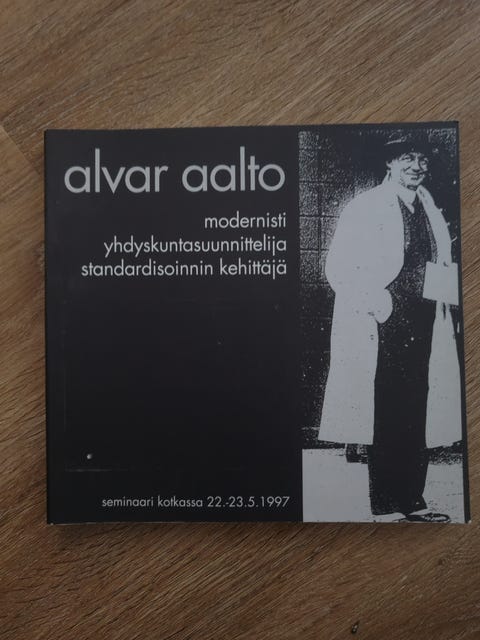 alvar aalto
modernisti
yhdyskuntasuunnittelija
standardisoinnin kehittäjä
seminaari kotkassa 22.-23.5.1997